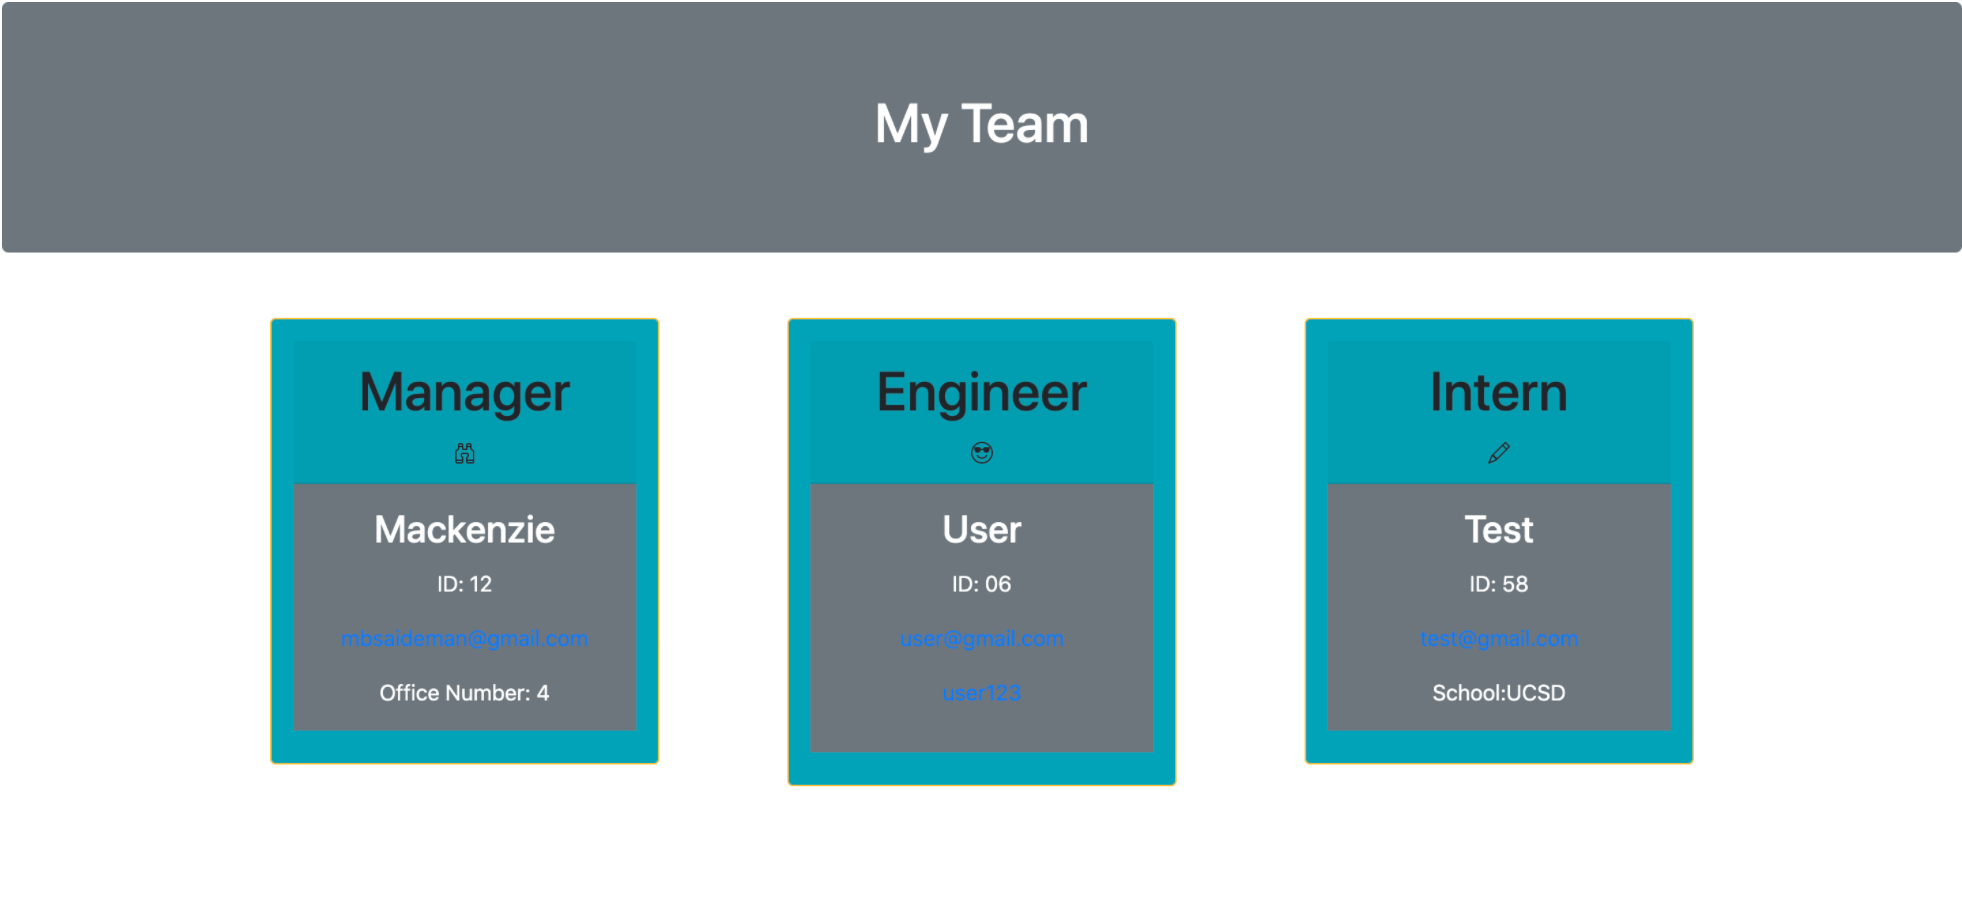 My Team
Manager
Mackenzie
ID: 12
mbsaideman@gmail.com
Office Number: 4
Engineer
User
ID: 06
user@gmail.com
user123
Intern
Test
ID: 58
test@gmail.com
School:UCSD